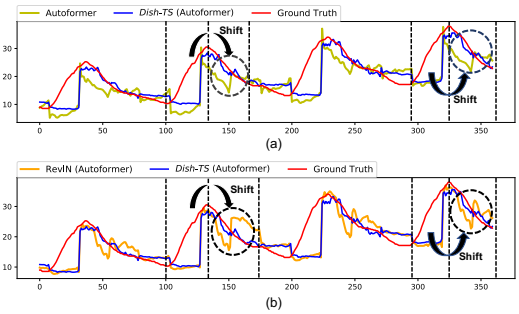 Autoformer Dish-TS (Autoformer) Ground Truth
Shift
30
20
10
Shift
0 50 100 150 200 250 300 350
(a)
RevIN (Autoformer) Dish-TS (Autoformer) Ground Truth
Shift
30
20
10
Shift
0 50 100 150 200 250 300 350
(b)